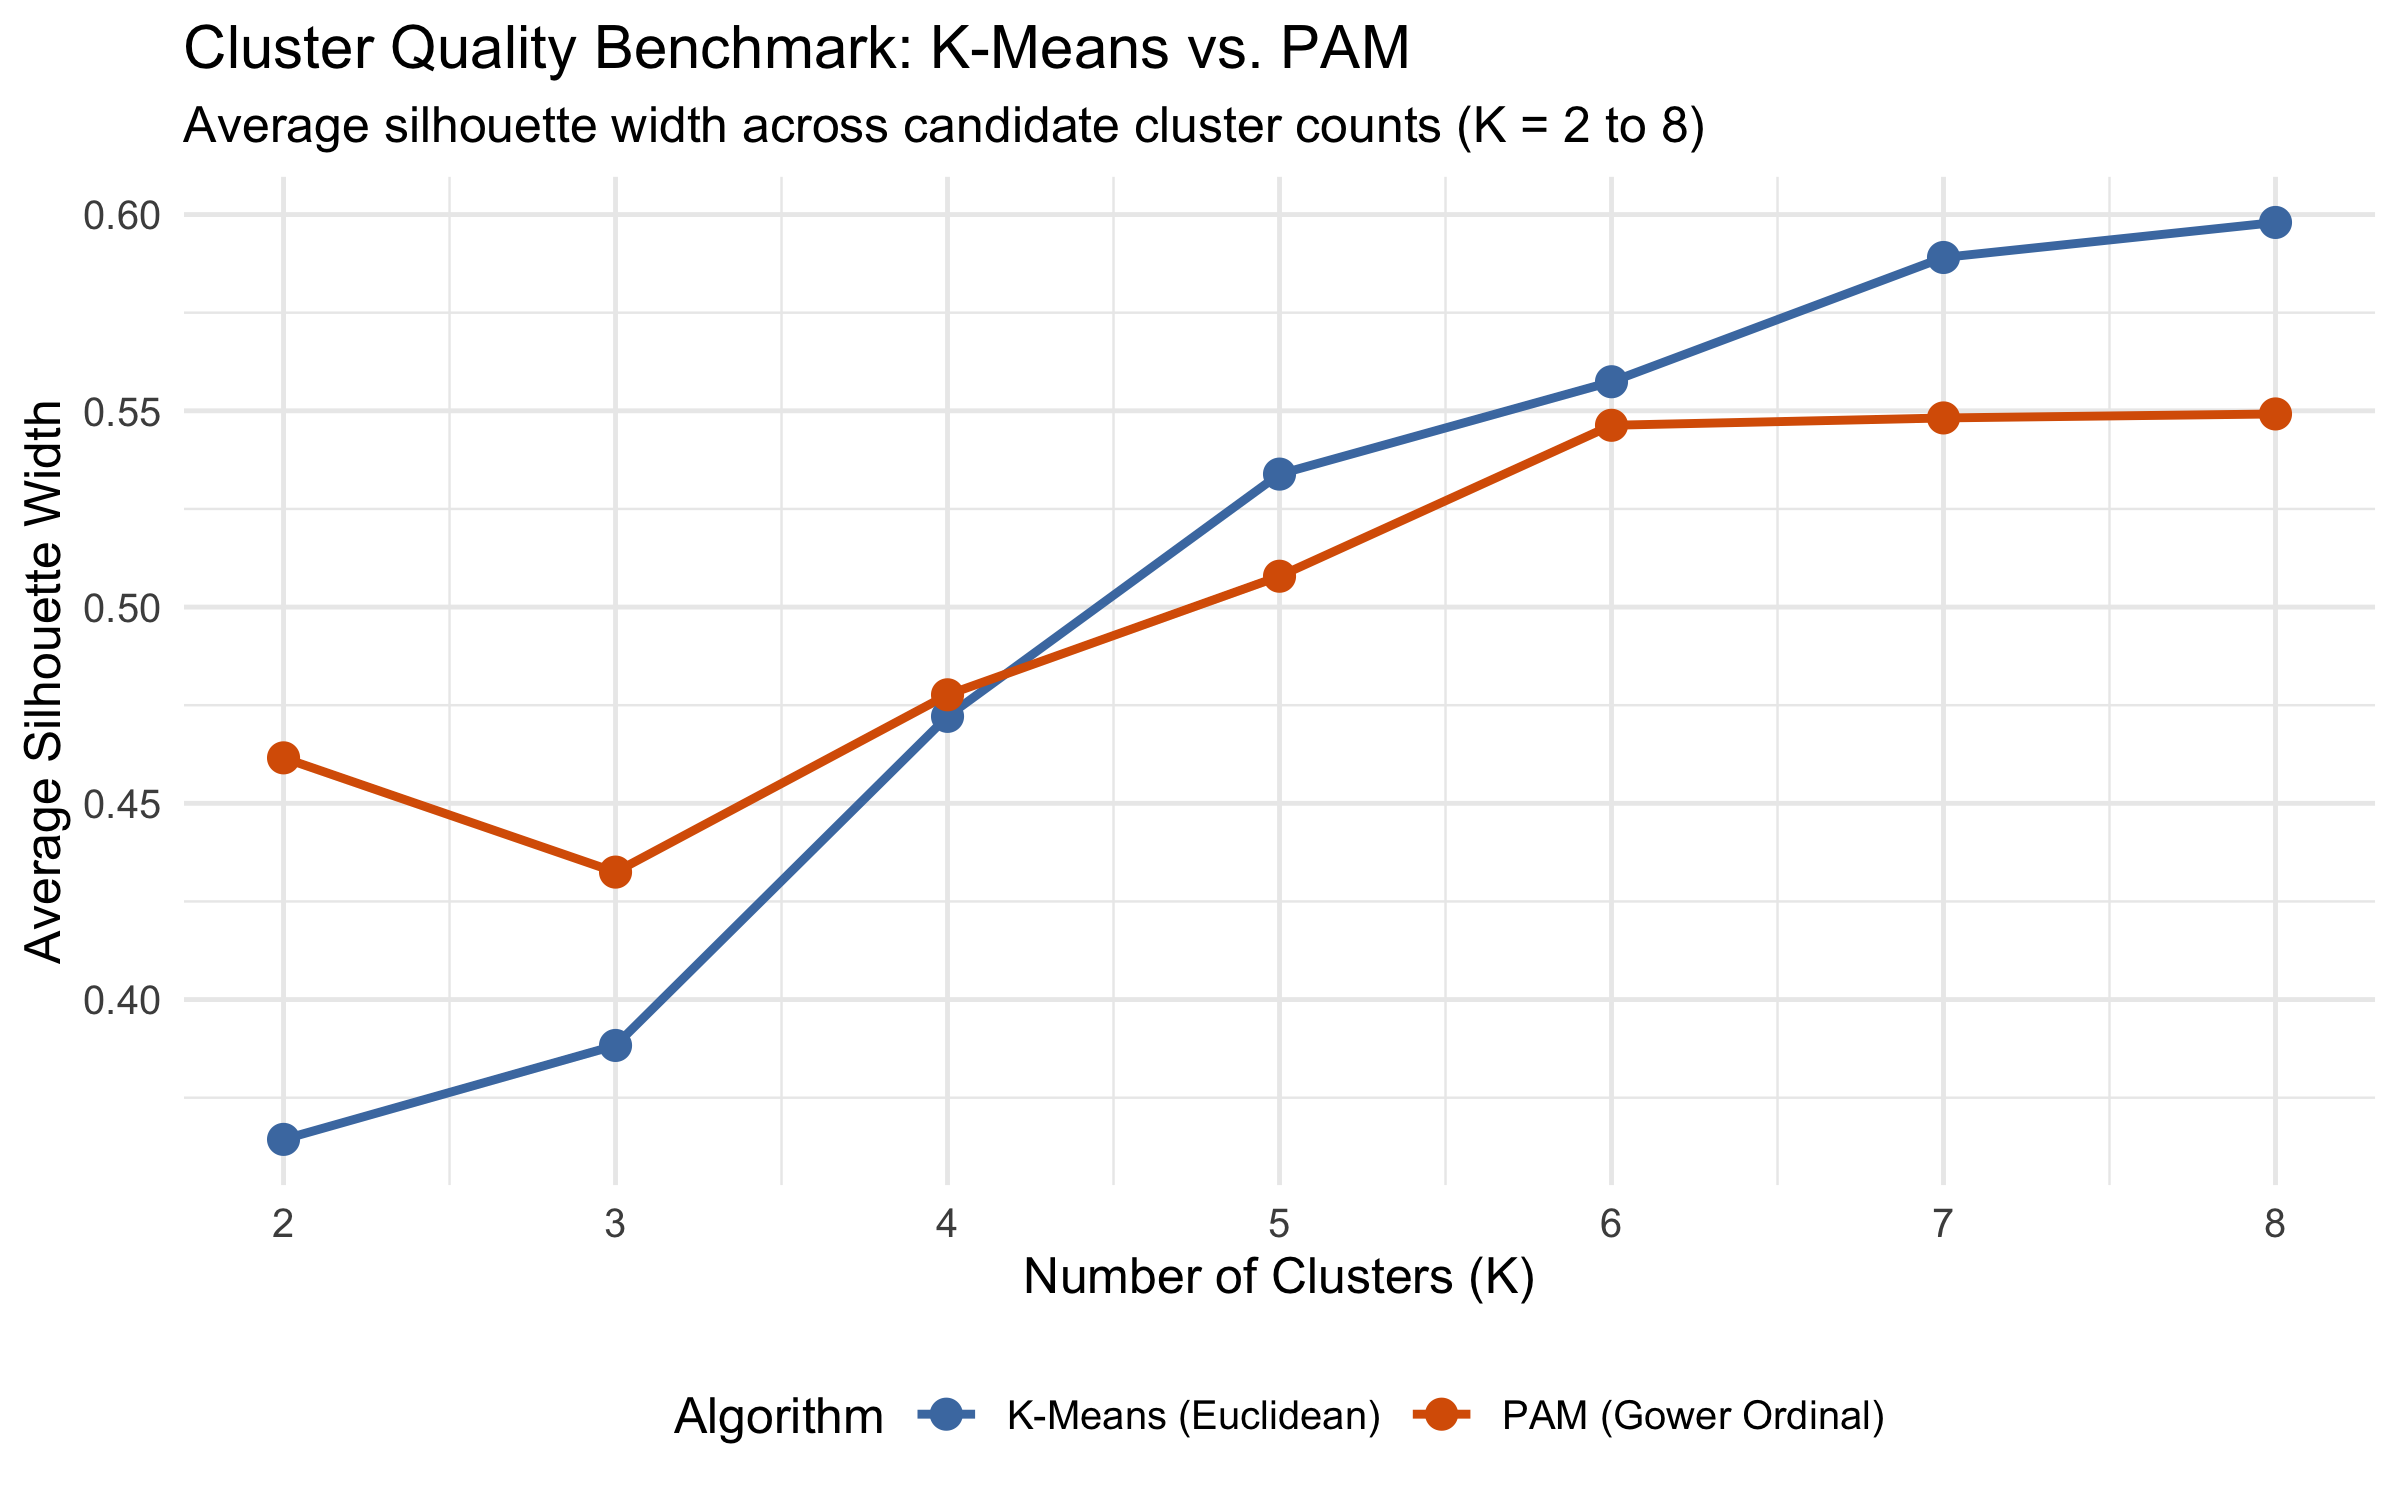 Cluster Quality Benchmark: K-Means vs. PAM
Average silhouette width across candidate cluster counts (K = 2 to 8)
Average Silhouette Width
0.60
0.55
0.50
0.45
0.40
2 3 4 5 6 7 8
Number of Clusters (K)
Algorithm K-Means (Euclidean) PAM (Gower Ordinal)